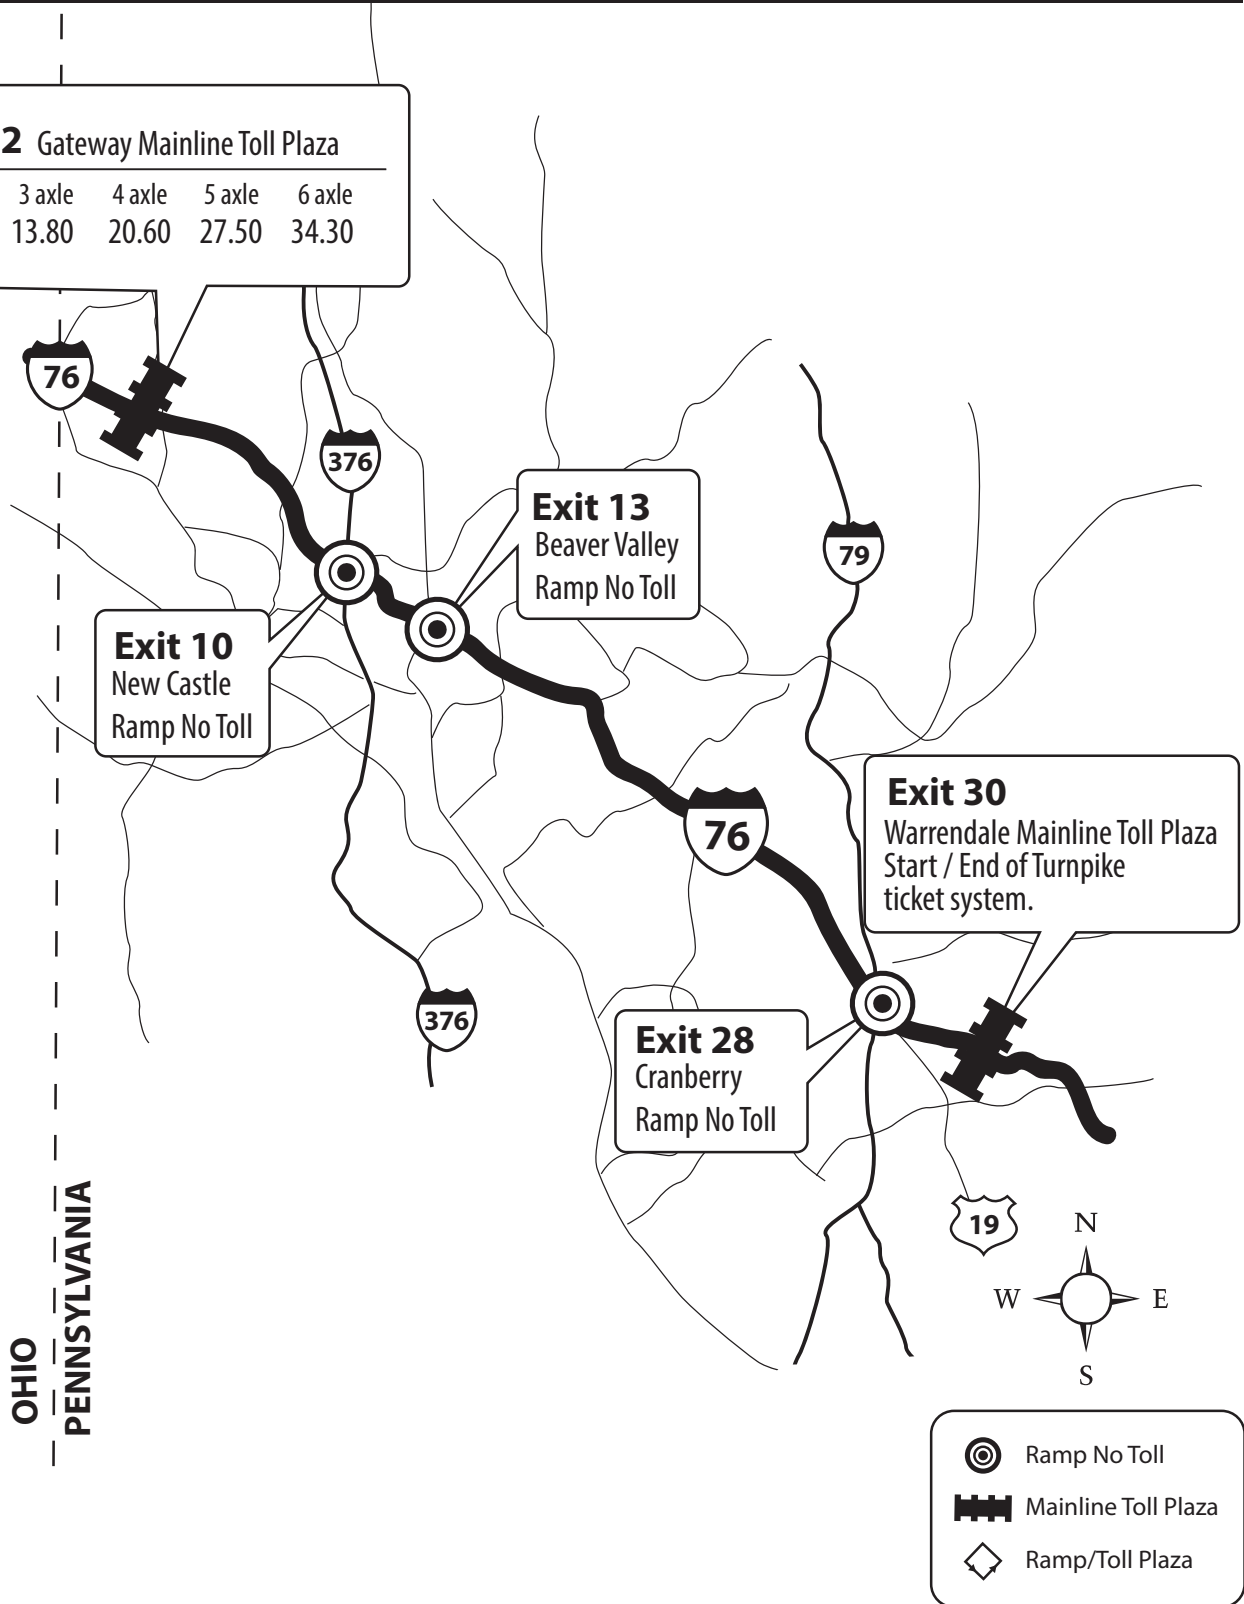 2 Gateway Mainline Toll Plaza
3 axle 4 axle 5 axle 6 axle
13.80 20.60 27.50 34.30
76
376
Exit 13
Beaver Valley
Ramp No Toll
79
Exit 10
New Castle
Ramp No Toll
76
Exit 30
Warrendale Mainline Toll Plaza
Start / End of Turnpike
ticket system.
376
Exit 28
Cranberry
Ramp No Toll
19
N
W E
S
OHIO
PENNSYLVANIA
Ramp No Toll
Mainline Toll Plaza
Ramp/Toll Plaza